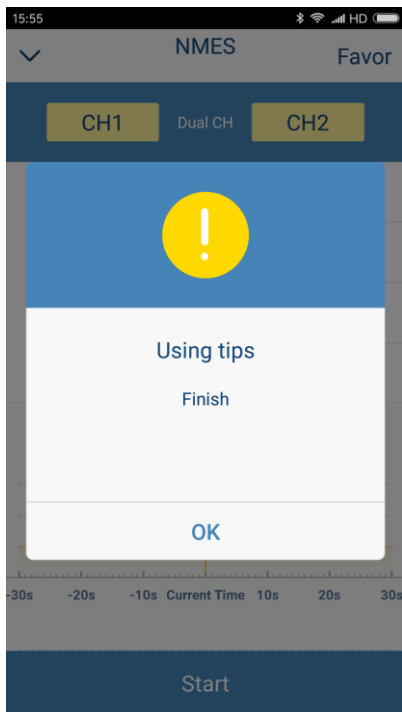 15:55 HD
NMES Favor
CH1 Dual CH CH2
!
Using tips
Finish
OK
-30s -20s -10s Current Time 10s 20s 30s
Start